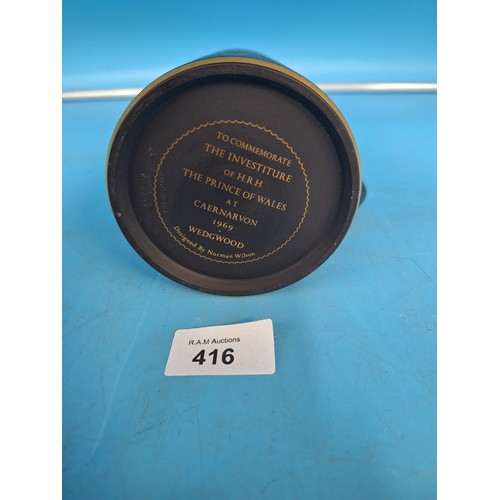 TO COMMEMORATE
THE INVESTITURE
OF H.R.H
THE PRINCE OF WALES
AT
CAERNARVON
1969
WEDGWOOD
Designed By Norman Wilson
R.A.M Auctions
416